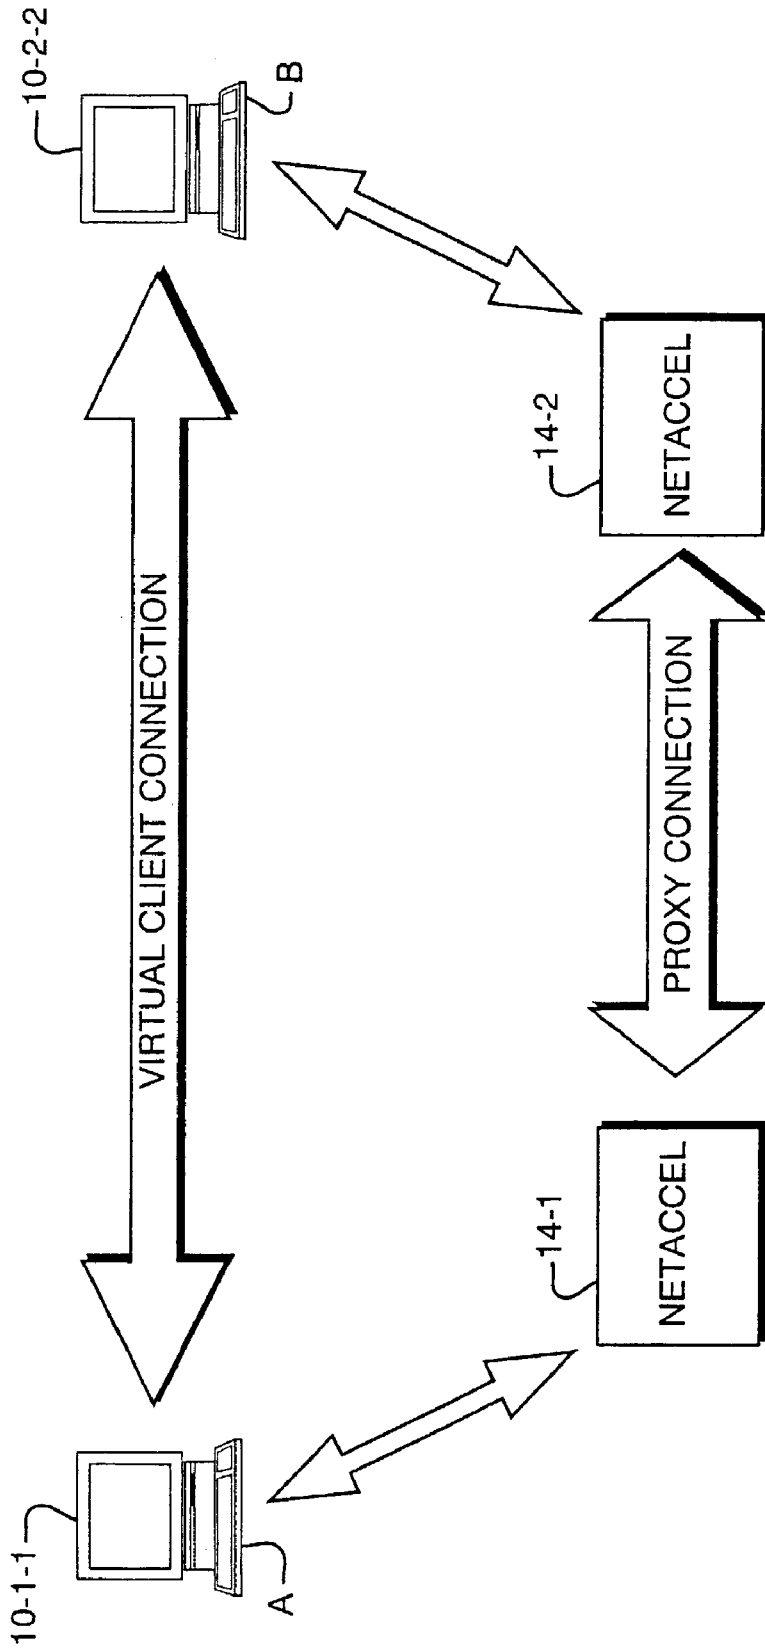 10-1-1
10-2-2
VIRTUAL CLIENT CONNECTION
A
B
14-1
14-2
NETACCEL
PROXY CONNECTION
NETACCEL